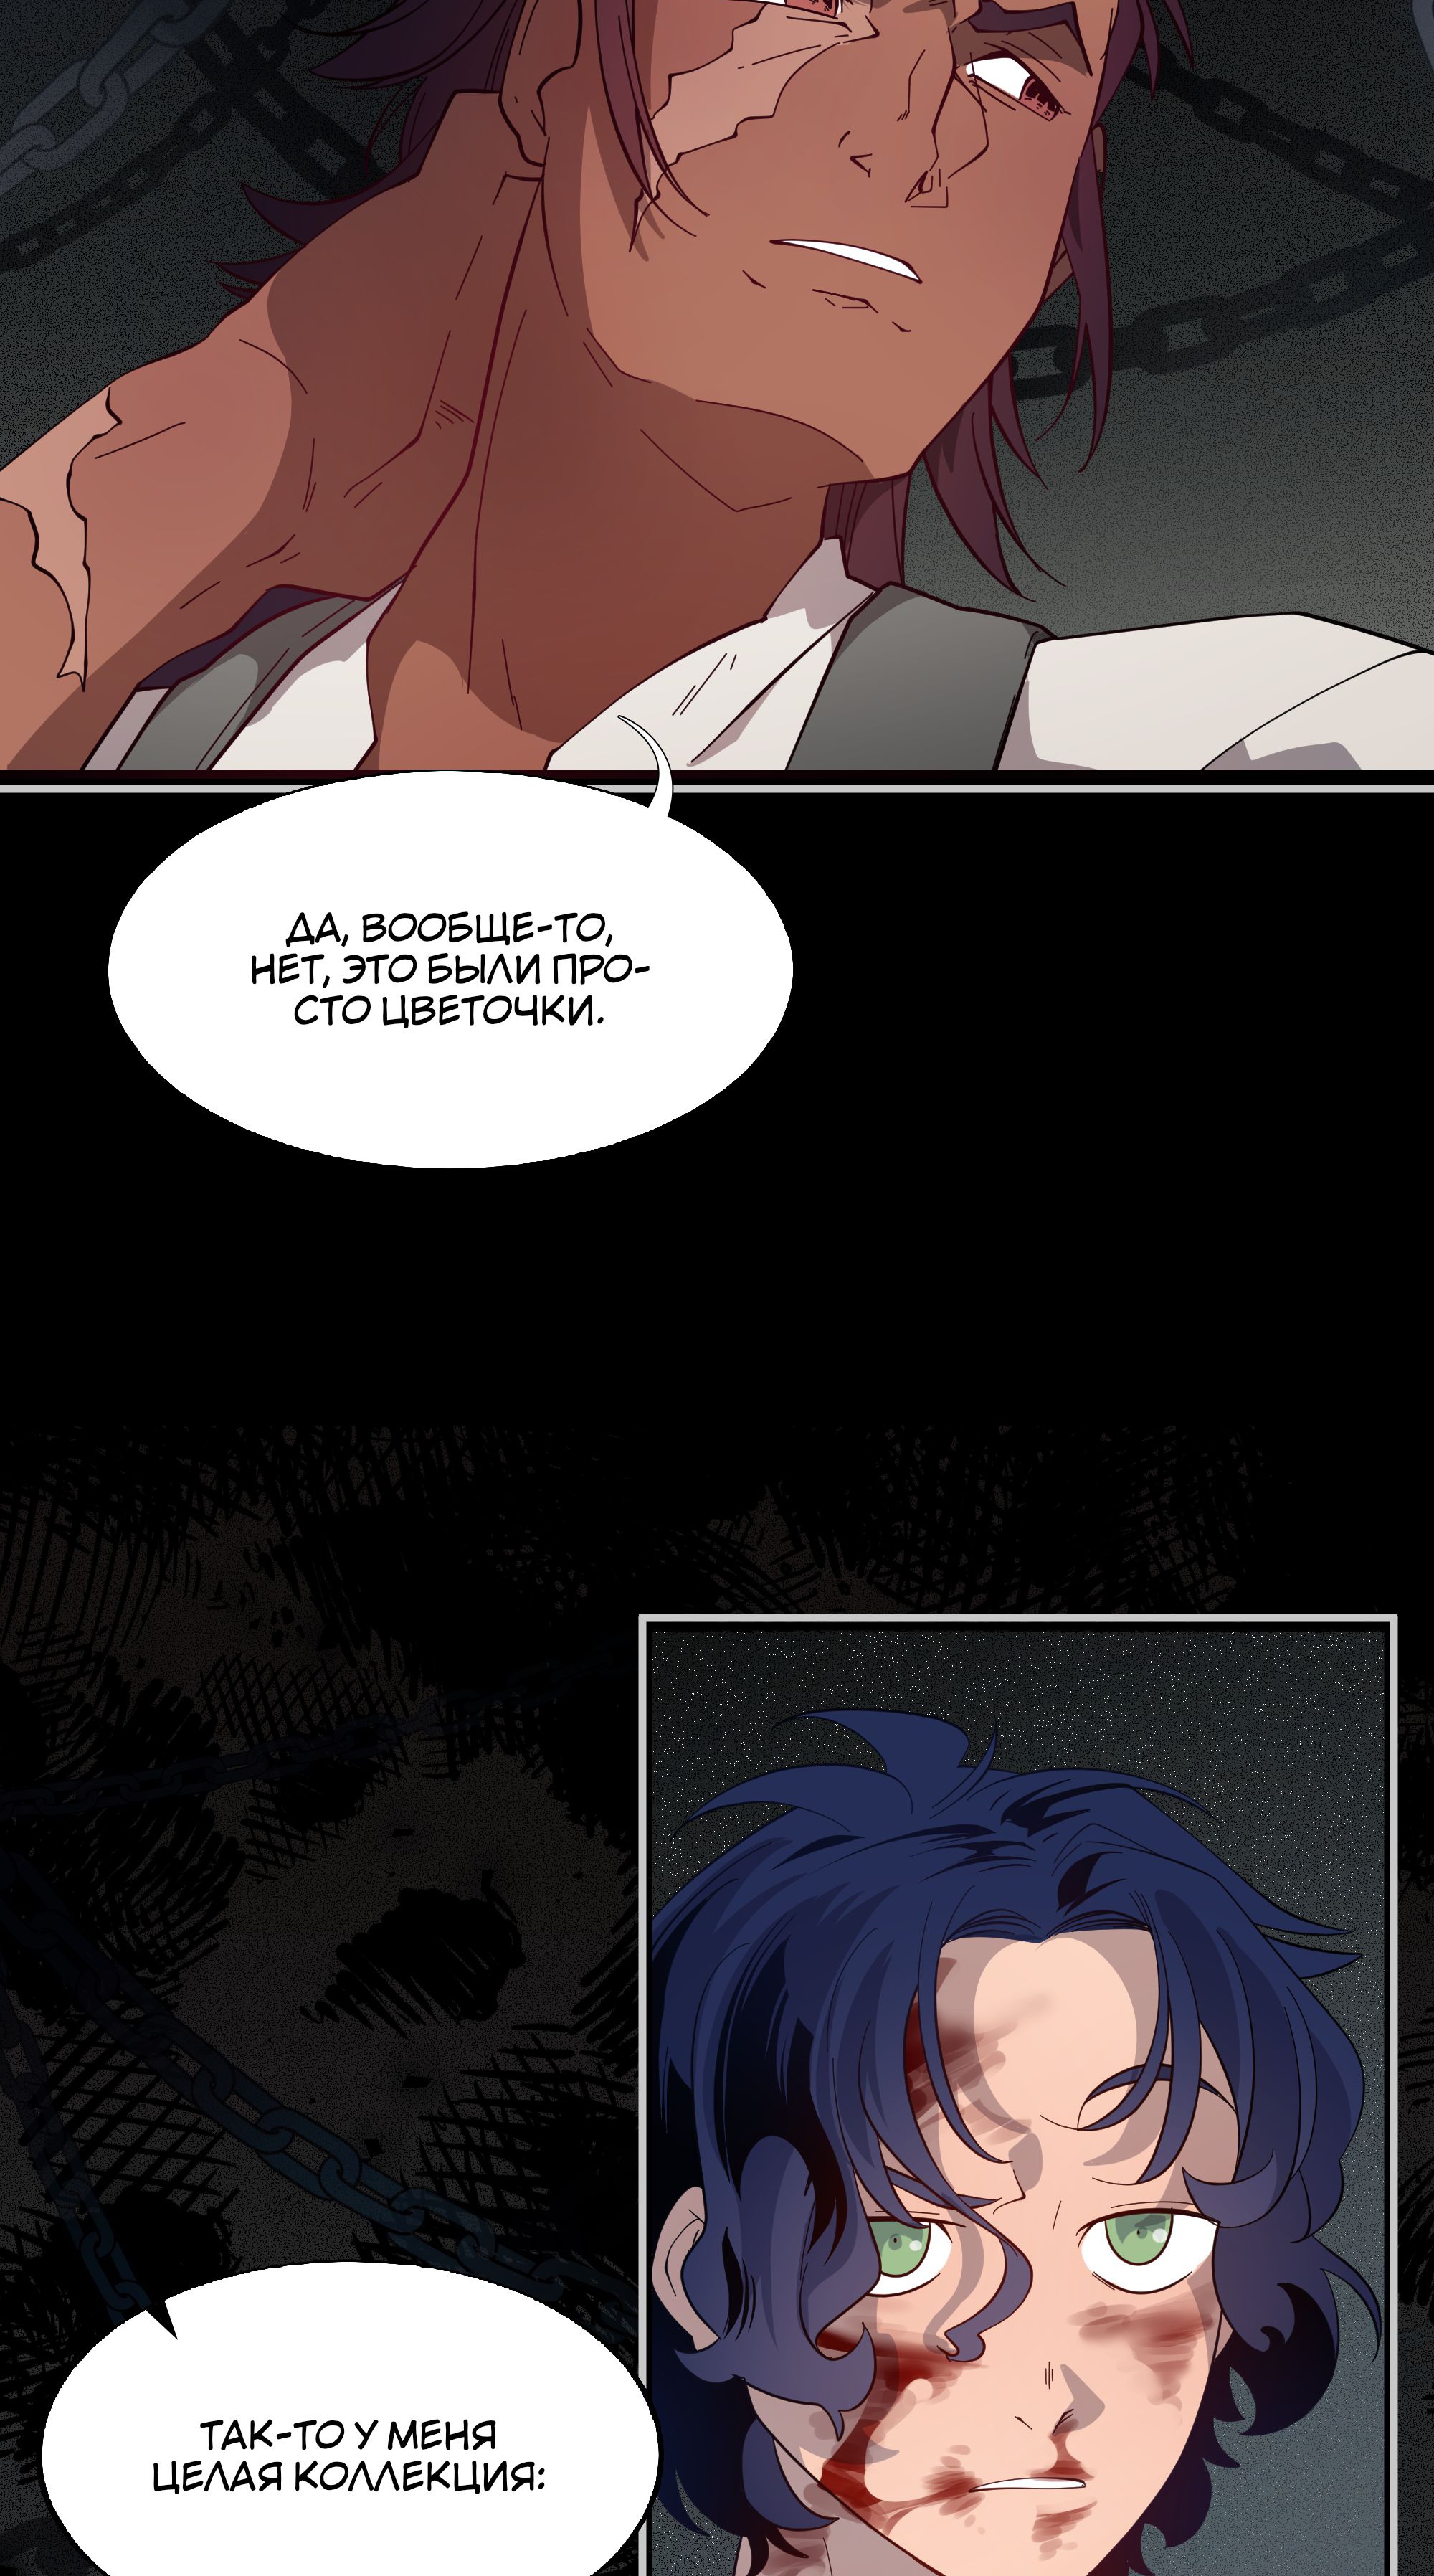 ДА, ВООБЩЕ-ТО,
НЕТ, ЭТО БЫЛИ ПРО-
СТО ЦВЕТОЧКИ.
ТАК-ТО У МЕНЯ
ЦЕЛАЯ КОЛЛЕКЦИЯ: